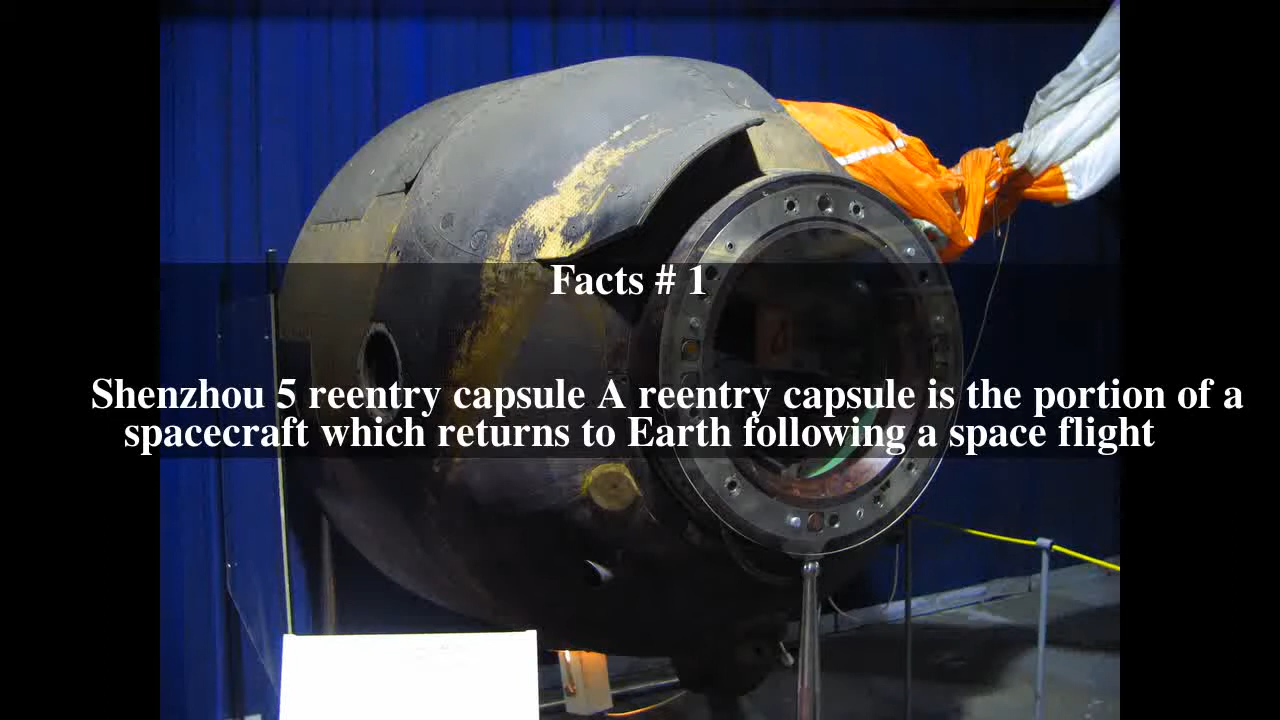 Facts # 1
Shenzhou 5 reentry capsule A reentry capsule is the portion of a
spacecraft which returns to Earth following a space flight